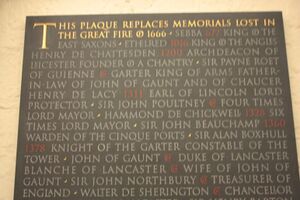 THIS PLAQUE REPLACES MEMORIALS LOST IN
THE GREAT FIRE OF 1666 • SEBBA 677 KING OF THE
EAST SAXONS • ETHELRED 1016 KING OF THE ANGLES
HENRY DE CHATTESDEN 1200 ARCHDEACON OF
LEICESTER FOUNDER OF A CHANTRY • SIR PAYNE ROET
OF GUIENNE & GARTER KING OF ARMS FATHER-
IN-LAW OF JOHN OF GAUNT AND OF CHAUCER
HENRY DE LACY 1311 EARL OF LINCOLN LORD
PROTECTOR • SIR JOHN POULTNEY & FOUR TIMES
LORD MAYOR • HAMMOND DE CHICKWELL 1328 SIX
TIMES LORD MAYOR • SIR JOHN BEAUCHAMP 1360
WARDEN OF THE CINQUE PORTS • SIR ALAN BOXHULL
1378 KNIGHT OF THE GARTER CONSTABLE OF THE
TOWER • JOHN OF GAUNT & DUKE OF LANCASTER
BLANCHE OF LANCASTER & WIFE OF JOHN OF
GAUNT • SIR JOHN NORTHBURY & TREASURER OF
ENGLAND • WALTER DE SHERINGTON & CHANCELLOR